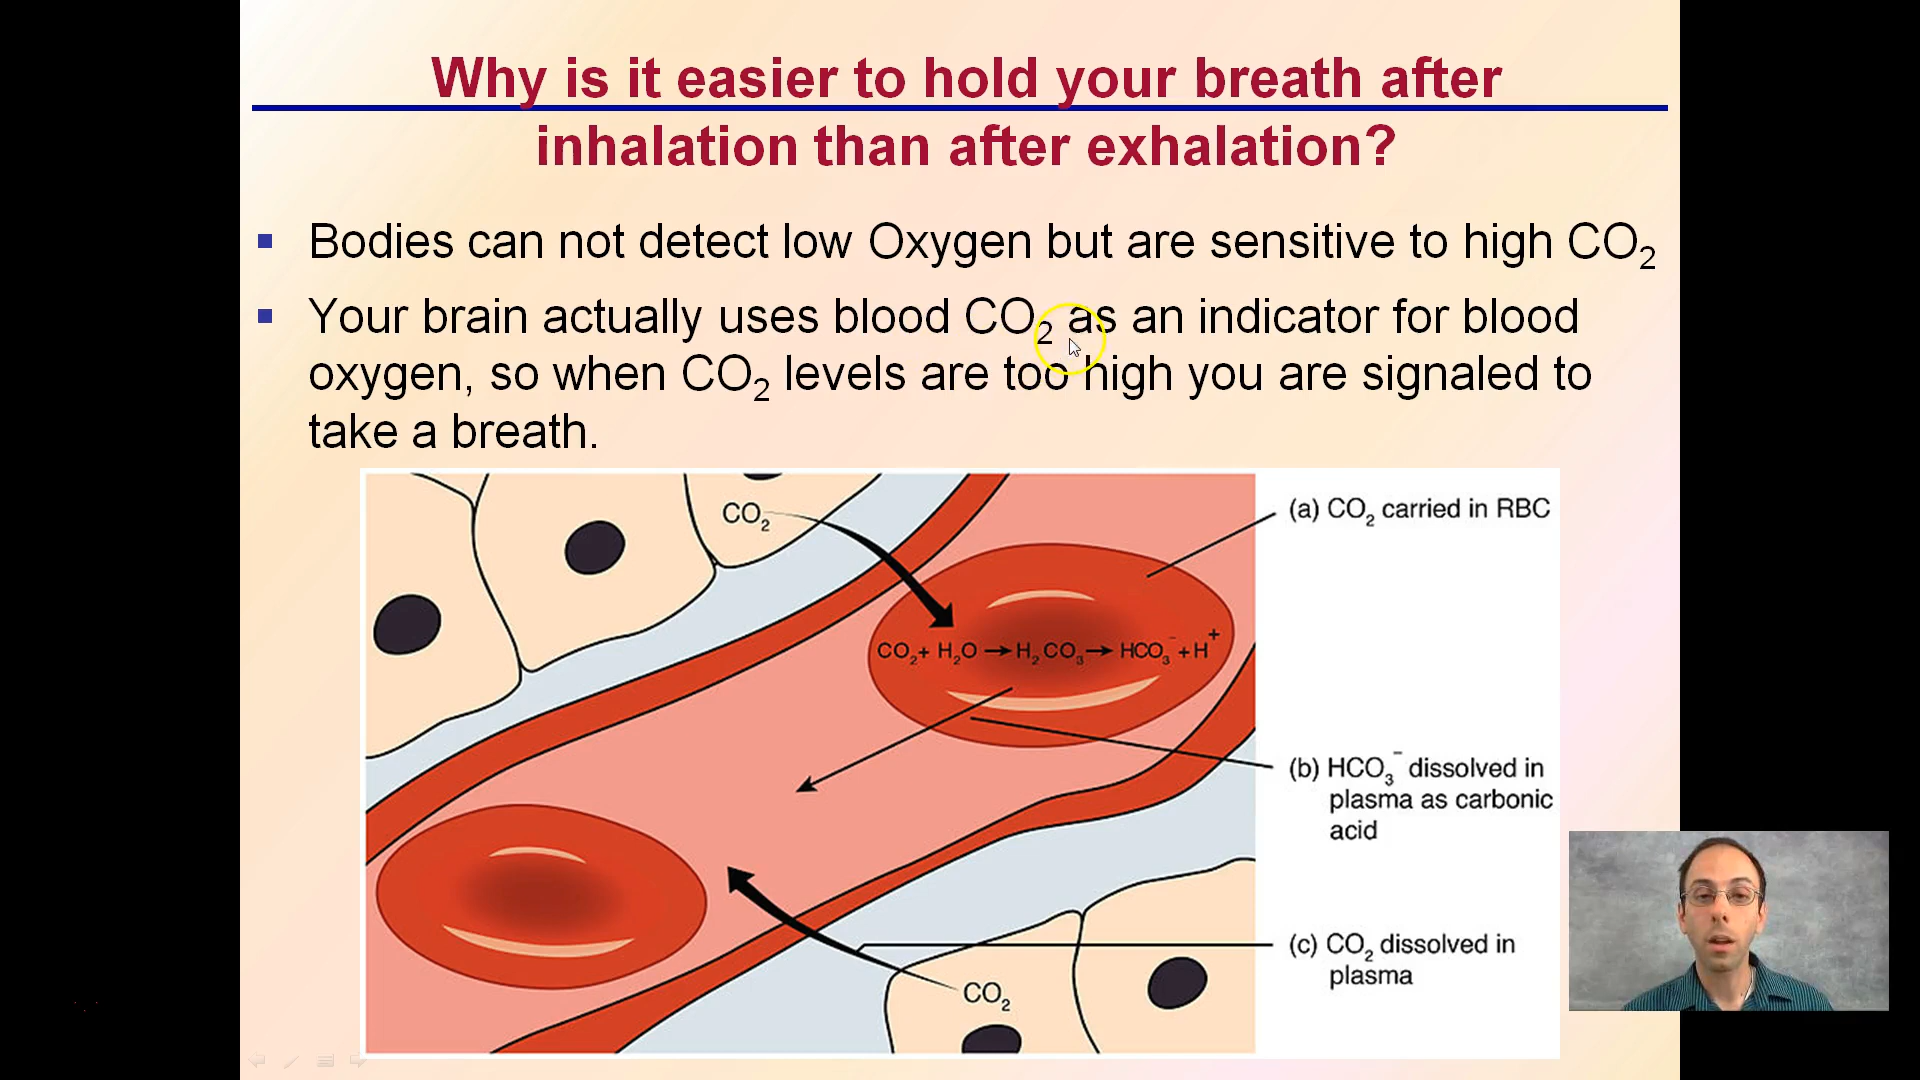 Why is it easier to hold your breath after
inhalation than after exhalation?
▪ Bodies can not detect low Oxygen but are sensitive to high CO₂
▪ Your brain actually uses blood CO₂ as an indicator for blood
oxygen, so when CO₂ levels are too high you are signaled to
take a breath.
CO₂
(a) CO₂ carried in RBC
CO₂+ H₂O →H₂CO₃→ HCO₃⁻+H⁺
(b) HCO₃⁻ dissolved in
plasma as carbonic
acid
(c) CO₂ dissolved in
plasma
CO₂